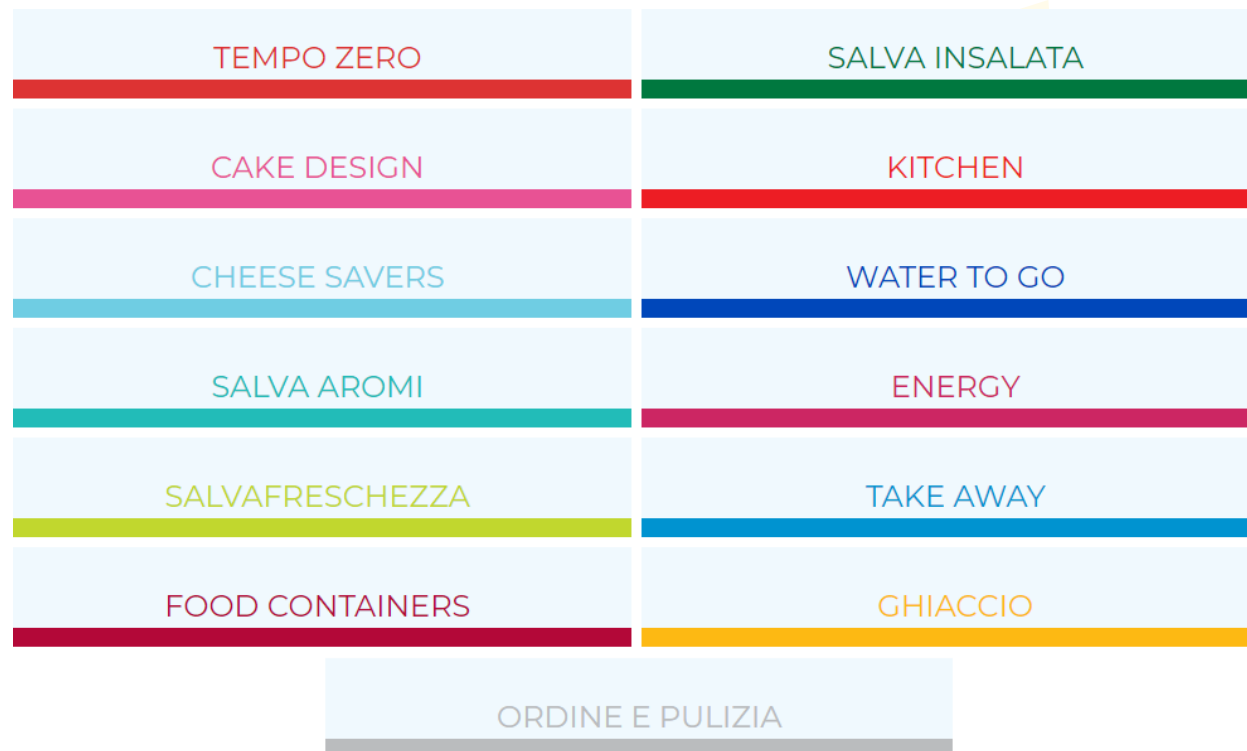 TEMPO ZERO
SALVA INSALATA
CAKE DESIGN
KITCHEN
CHEESE SAVERS
WATER TO GO
SALVA AROMI
ENERGY
SALVAFRESCHEZZA
TAKE AWAY
FOOD CONTAINERS
GHIACCIO
ORDINE E PULIZIA